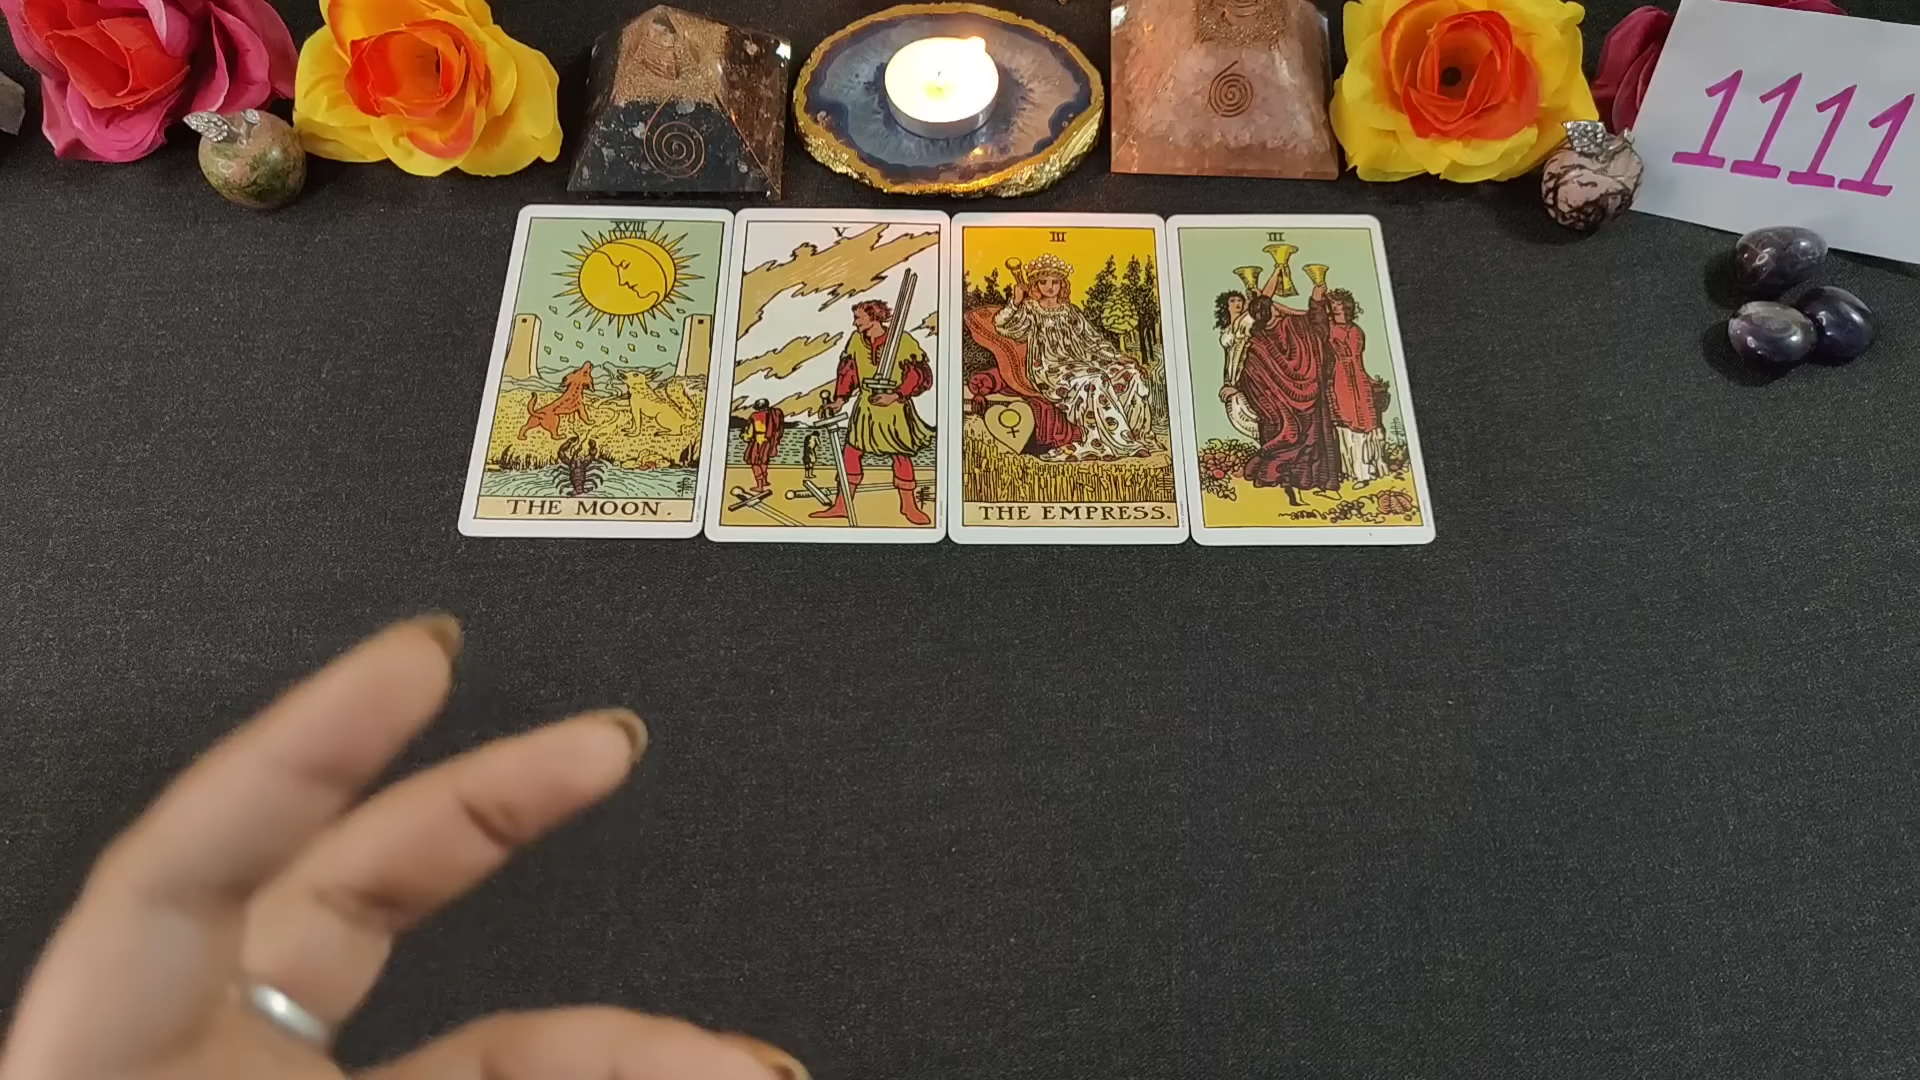 1111
XVIII
V
III
III
THE MOON.
THE EMPRESS.